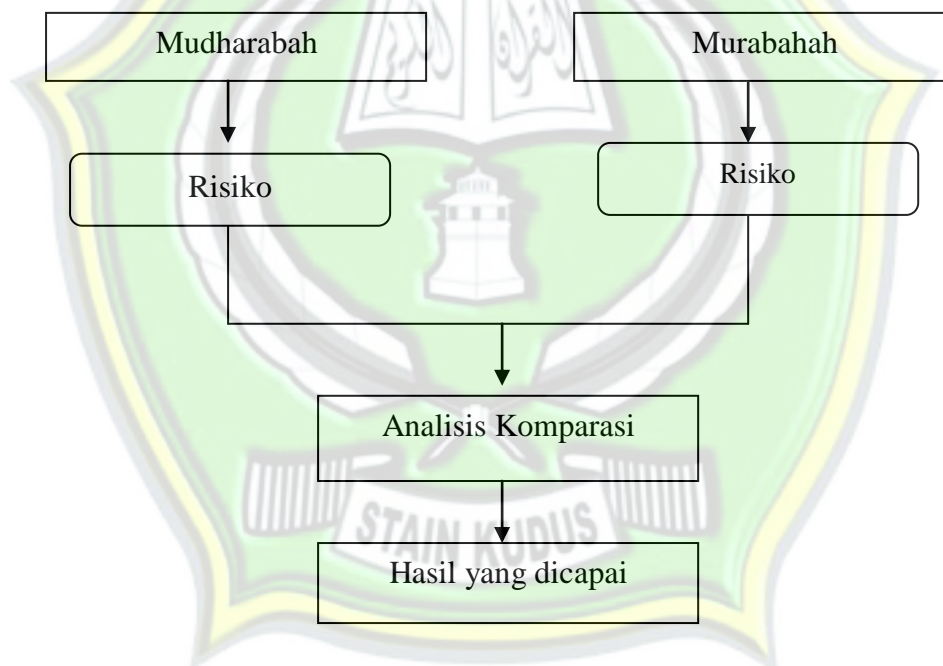 Mudharabah
Murabahah
Risiko
Risiko
Analisis Komparasi
STAIN KUDUS
Hasil yang dicapai